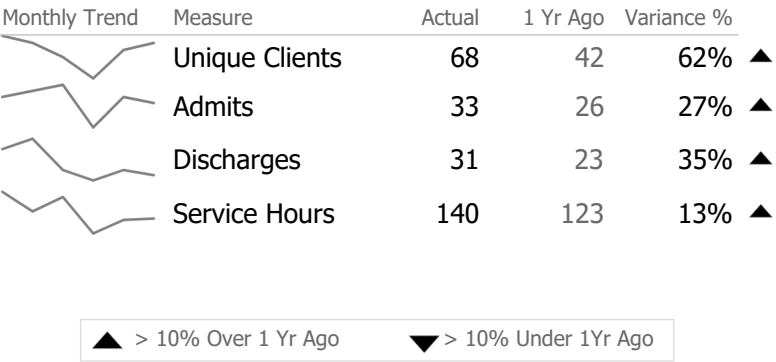 Monthly Trend Measure Actual 1 Yr Ago Variance %
Unique Clients 68 42 62%
Admits 33 26 27%
Discharges 31 23 35%
Service Hours 140 123 13%
> 10% Over 1 Yr Ago > 10% Under 1Yr Ago